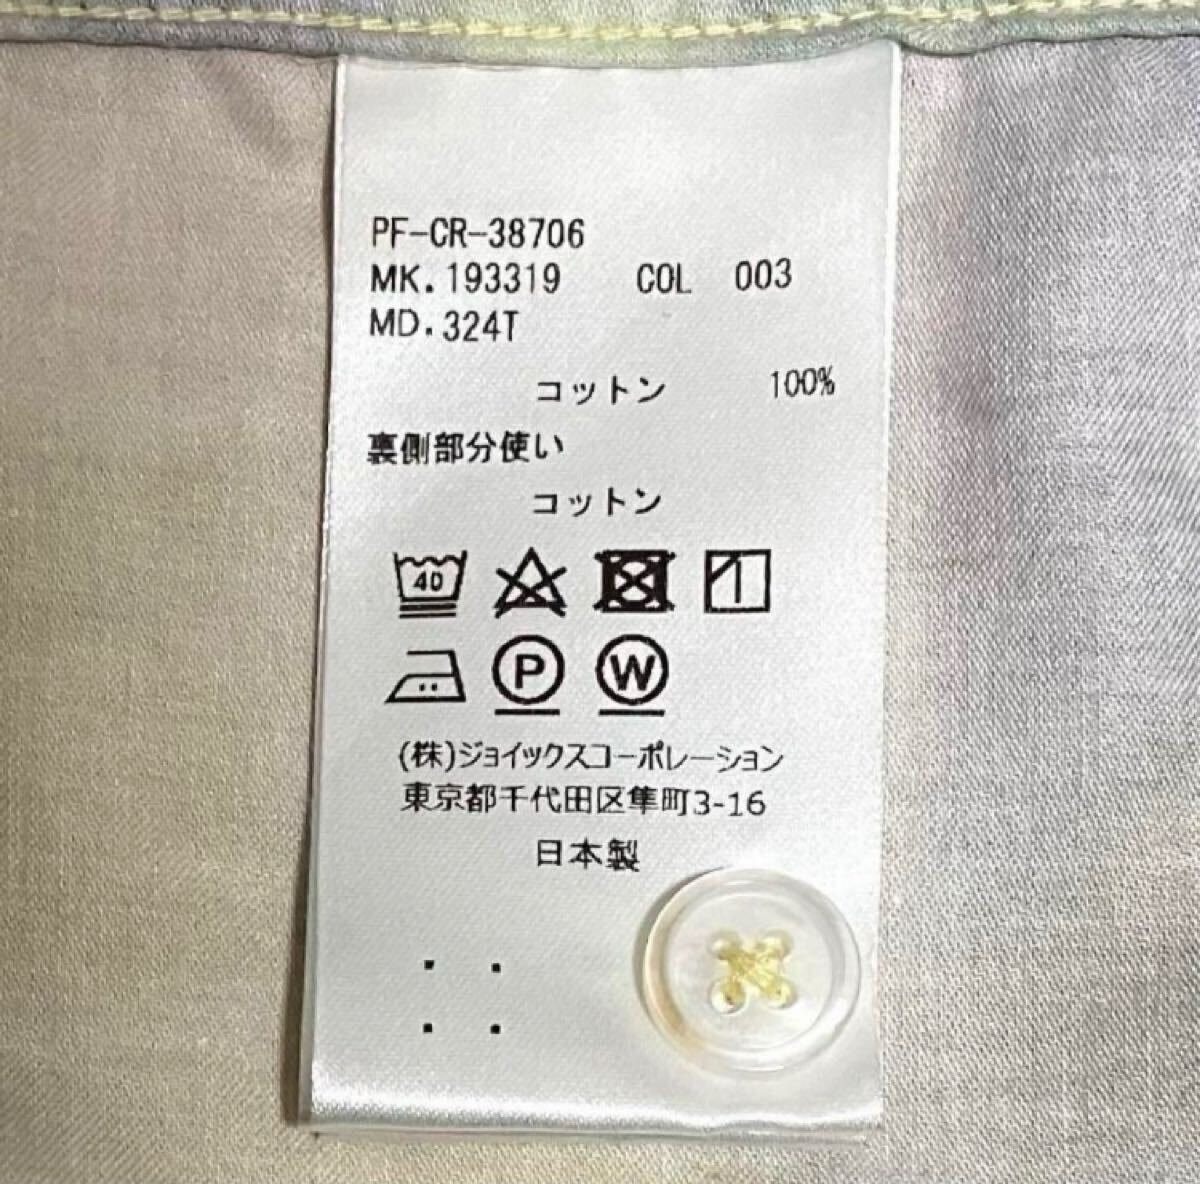 PF-CR-38706
MK.193319 COL 003
MD.324T
コットン 100%
裏側部分使い
コットン
40
P W
(株)ジョイックスコーポレーション
東京都千代田区隼町3-16
日本製